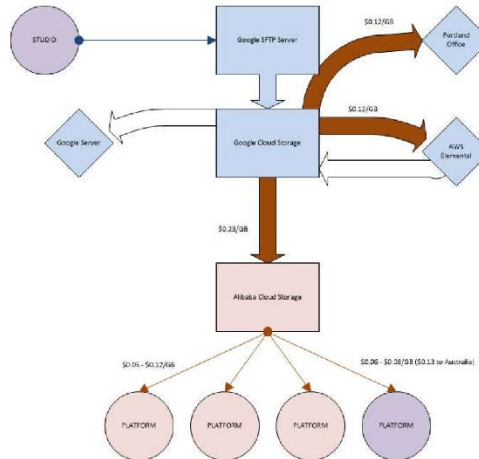 $0.12/GB
STUDIO
Google SFTP Server
Portland
Office
$0.12/GB
Google Server
Google Cloud Storage
AWS
Elemental
$0.23/GB
Alibaba Cloud Storage
$0.05 - $0.12/GB
$0.06 - $0.08/GB ($0.13 to Australia)
PLATFORM
PLATFORM
PLATFORM
PLATFORM